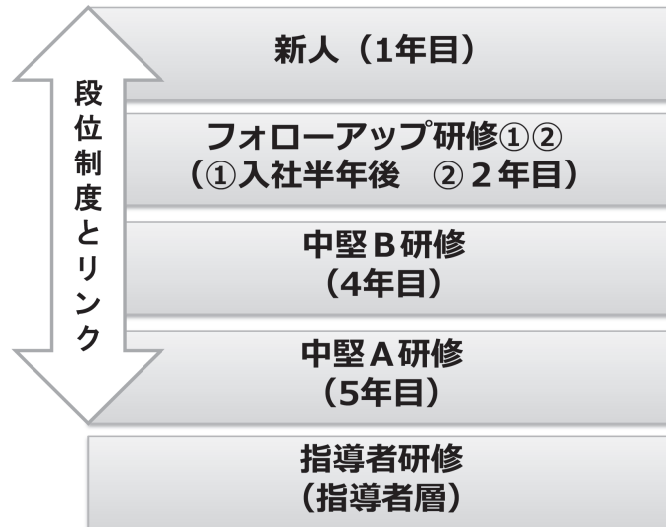 段位制度とリンク
新人（1年目）
フォローアップ研修①②
（①入社半年後　②２年目）
中堅Ｂ研修
（4年目）
中堅Ａ研修
（5年目）
指導者研修
（指導者層）